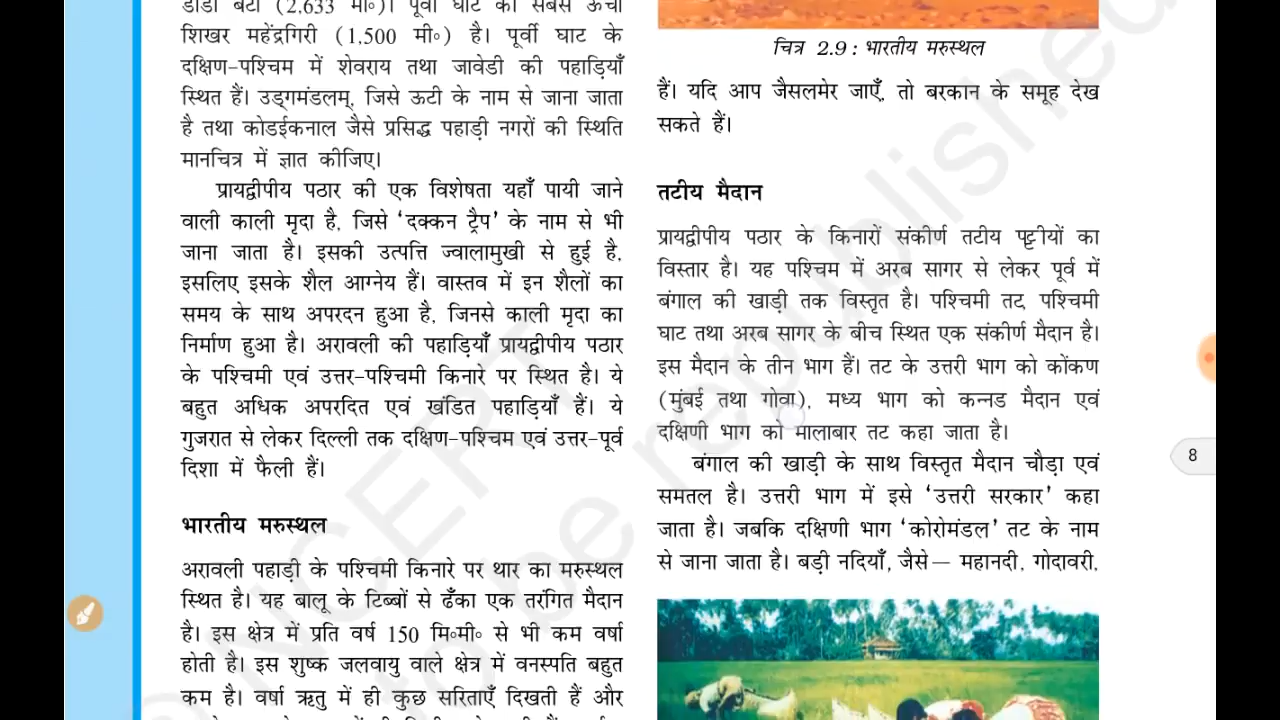 डोडा बेटा (2,633 मी॰)। पूर्वी घाट का सबसे ऊँचा
शिखर महेंद्रगिरी (1,500 मी॰) है। पूर्वी घाट के
दक्षिण-पश्चिम में शेवराय तथा जावेडी की पहाड़ियाँ
स्थित हैं। उड्गमंडलम्, जिसे ऊटी के नाम से जाना जाता
है तथा कोडईकनाल जैसे प्रसिद्ध पहाड़ी नगरों की स्थिति
मानचित्र में ज्ञात कीजिए।
प्रायद्वीपीय पठार की एक विशेषता यहाँ पायी जाने
वाली काली मृदा है, जिसे ‘दक्कन ट्रैप’ के नाम से भी
जाना जाता है। इसकी उत्पत्ति ज्वालामुखी से हुई है,
इसलिए इसके शैल आग्नेय हैं। वास्तव में इन शैलों का
समय के साथ अपरदन हुआ है, जिनसे काली मृदा का
निर्माण हुआ है। अरावली की पहाड़ियाँ प्रायद्वीपीय पठार
के पश्चिमी एवं उत्तर-पश्चिमी किनारे पर स्थित है। ये
बहुत अधिक अपरदित एवं खंडित पहाड़ियाँ हैं। ये
गुजरात से लेकर दिल्ली तक दक्षिण-पश्चिम एवं उत्तर-पूर्व
दिशा में फैली हैं।
भारतीय मरुस्थल
अरावली पहाड़ी के पश्चिमी किनारे पर थार का मरुस्थल
स्थित है। यह बालू के टिब्बों से ढँका एक तरंगित मैदान
है। इस क्षेत्र में प्रति वर्ष 150 मि॰मी॰ से भी कम वर्षा
होती है। इस शुष्क जलवायु वाले क्षेत्र में वनस्पति बहुत
कम है। वर्षा ऋतु में ही कुछ सरिताएँ दिखती हैं और
चित्र 2.9 : भारतीय मरुस्थल
हैं। यदि आप जैसलमेर जाएँ, तो बरकान के समूह देख
सकते हैं।
तटीय मैदान
प्रायद्वीपीय पठार के किनारों संकीर्ण तटीय पृट्टीयों का
विस्तार है। यह पश्चिम में अरब सागर से लेकर पूर्व में
बंगाल की खाड़ी तक विस्तृत है। पश्चिमी तट, पश्चिमी
घाट तथा अरब सागर के बीच स्थित एक संकीर्ण मैदान है।
इस मैदान के तीन भाग हैं। तट के उत्तरी भाग को कोंकण
(मुंबई तथा गोवा), मध्य भाग को कन्नड मैदान एवं
दक्षिणी भाग को मालाबार तट कहा जाता है।
बंगाल की खाड़ी के साथ विस्तृत मैदान चौड़ा एवं
समतल है। उत्तरी भाग में इसे ‘उत्तरी सरकार’ कहा
जाता है। जबकि दक्षिणी भाग ‘कोरोमंडल’ तट के नाम
से जाना जाता है। बड़ी नदियाँ, जैसे— महानदी, गोदावरी,
8
© NCERT
to be republished